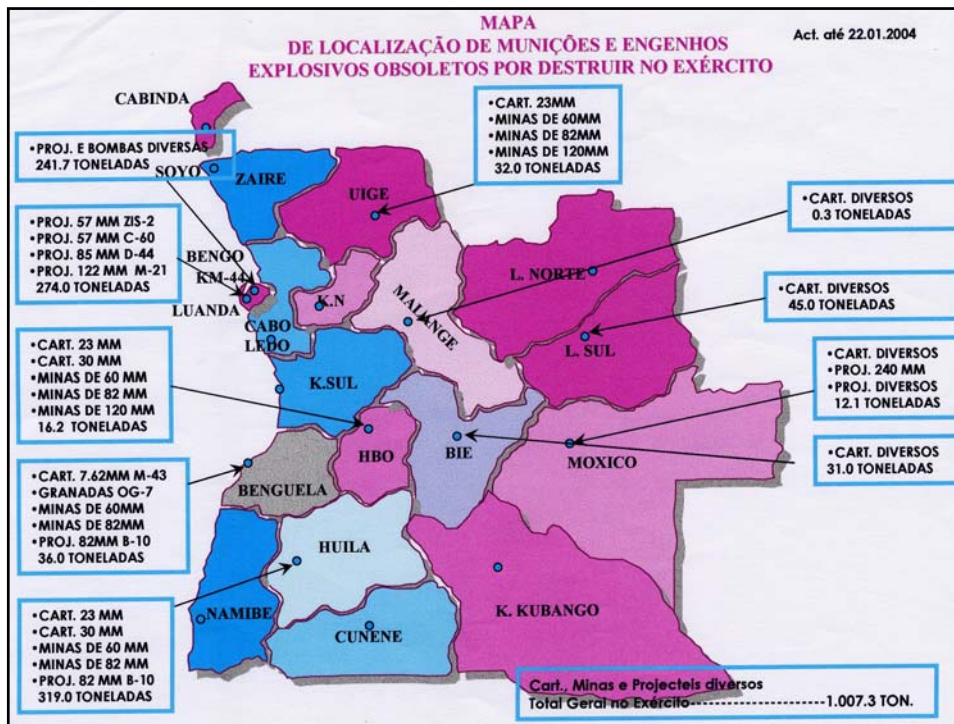 MAPA
DE LOCALIZAÇÃO DE MUNIÇÕES E ENGENHOS
EXPLOSIVOS OBSOLETOS POR DESTRUIR NO EXÉRCITO
Act. até 22.01.2004
CABINDA
•PROJ. E BOMBAS DIVERSAS
241.7 TONELADAS
SOYO
ZAIRE
UIGE
•CART. 23MM
•MINAS DE 60MM
•MINAS DE 82MM
•MINAS DE 120MM
32.0 TONELADAS
•CART. DIVERSOS
0.3 TONELADAS
•PROJ. 57 MM ZIS-2
•PROJ. 57 MM C-60
•PROJ. 85 MM D-44
•PROJ. 122 MM M-21
274.0 TONELADAS
BENGO
KM-44
LUANDA
K.N
MALANGE
L. NORTE
L. SUL
•CART. DIVERSOS
45.0 TONELADAS
CABO
LEDO
K.SUL
•CART. 23 MM
•CART. 30 MM
•MINAS DE 60 MM
•MINAS DE 82 MM
•MINAS DE 120 MM
16.2 TONELADAS
•CART. DIVERSOS
•PROJ. 240 MM
•PROJ. DIVERSOS
12.1 TONELADAS
HBO
BIE
MOXICO
•CART. DIVERSOS
31.0 TONELADAS
BENGUELA
•CART. 7.62MM M-43
•GRANADAS OG-7
•MINAS DE 60MM
•MINAS DE 82MM
•PROJ. 82MM B-10
36.0 TONELADAS
HUILA
K. KUBANGO
NAMIBE
CUNENE
•CART. 23 MM
•CART. 30 MM
•MINAS DE 60 MM
•MINAS DE 82 MM
•PROJ. 82 MM B-10
319.0 TONELADAS
Cart., Minas e Projecteis diversos
Total Geral no Exército------------------------1.007.3 TON.